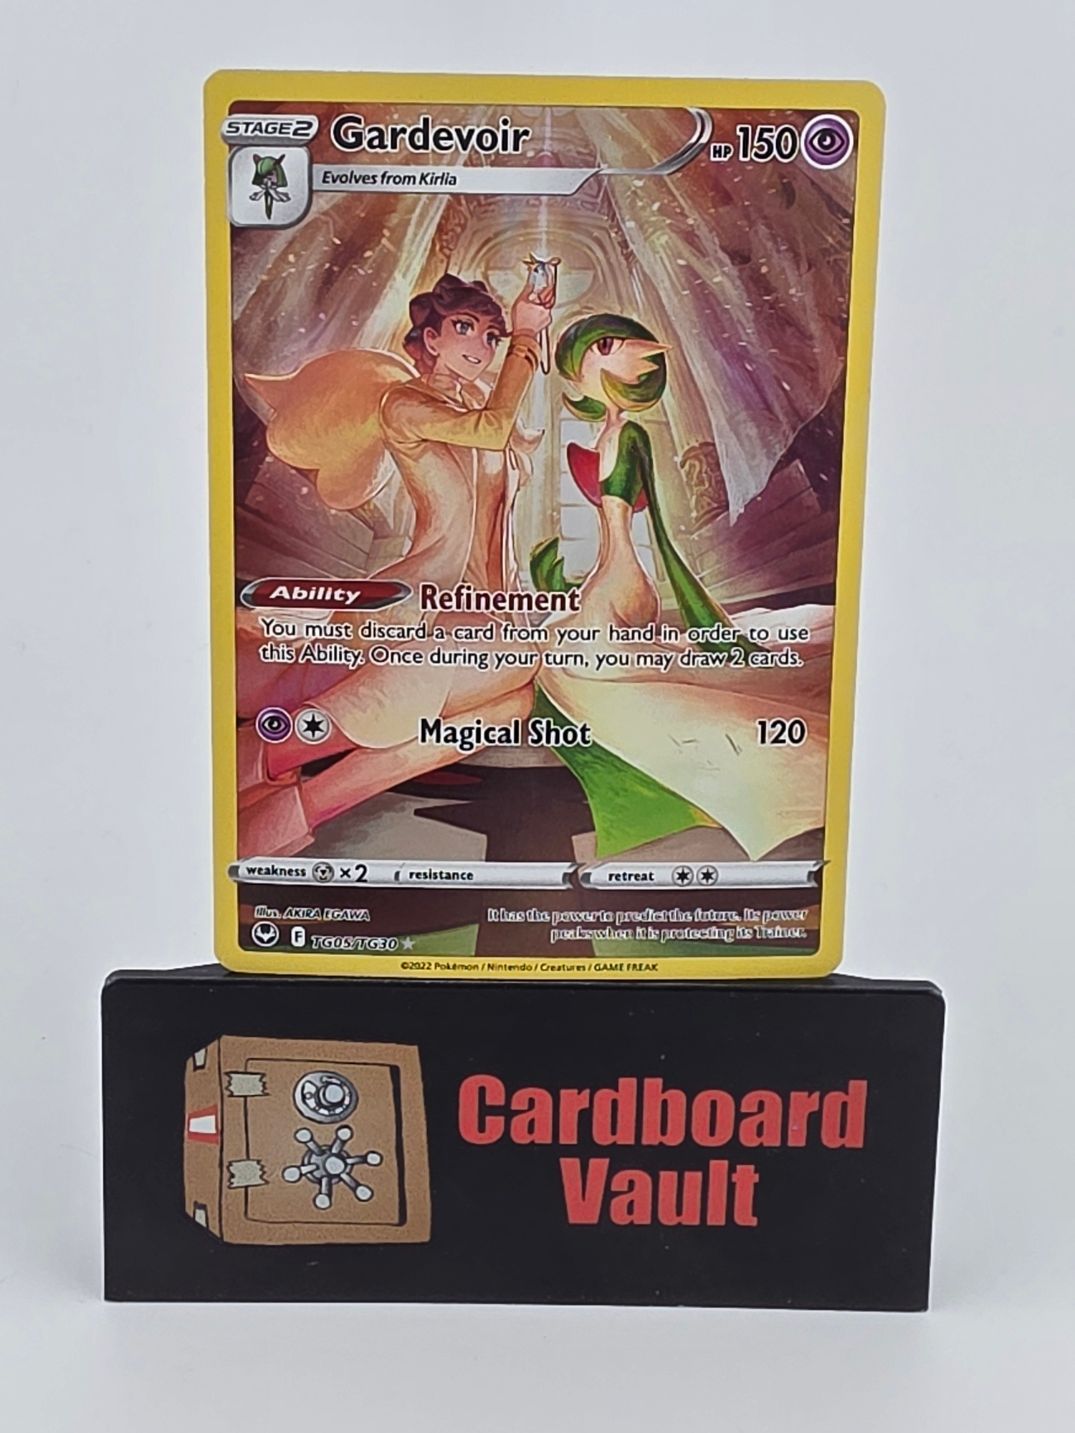 STAGE2 Gardevoir HP 150
Evolves from Kirlia
Ability Refinement
You must discard a card from your hand in order to use
this Ability. Once during your turn, you may draw 2 cards.
Magical Shot 120
weakness ×2 resistance retreat
Illus. AKIRA EGAWA
It has the power to predict the future. Its power
peaks when it is protecting its Trainer.
F TG05/TG30
©2022 Pokémon / Nintendo / Creatures / GAME FREAK
Cardboard
Vault